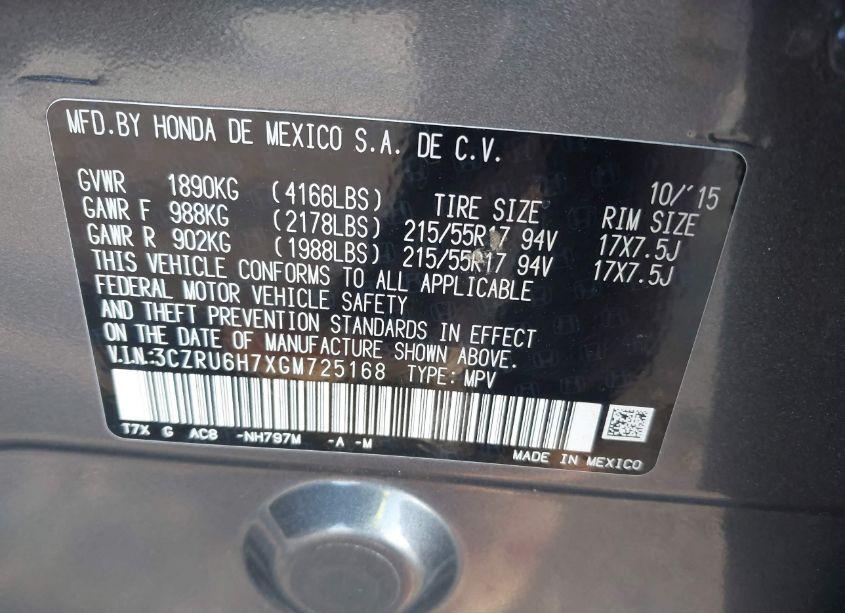 MFD.BY HONDA DE MEXICO S.A. DE C.V.
10/'15
GVWR 1890KG (4166LBS) TIRE SIZE RIM SIZE
GAWR F 988KG (2178LBS) 215/55R17 94V 17X7.5J
GAWR R 902KG (1988LBS) 215/55R17 94V 17X7.5J
THIS VEHICLE CONFORMS TO ALL APPLICABLE
FEDERAL MOTOR VEHICLE SAFETY
AND THEFT PREVENTION STANDARDS IN EFFECT
ON THE DATE OF MANUFACTURE SHOWN ABOVE.
V.I.N.:3CZRU6H7XGM725168 TYPE: MPV
T7X G AC8 -NH797M -A -M
MADE IN MEXICO